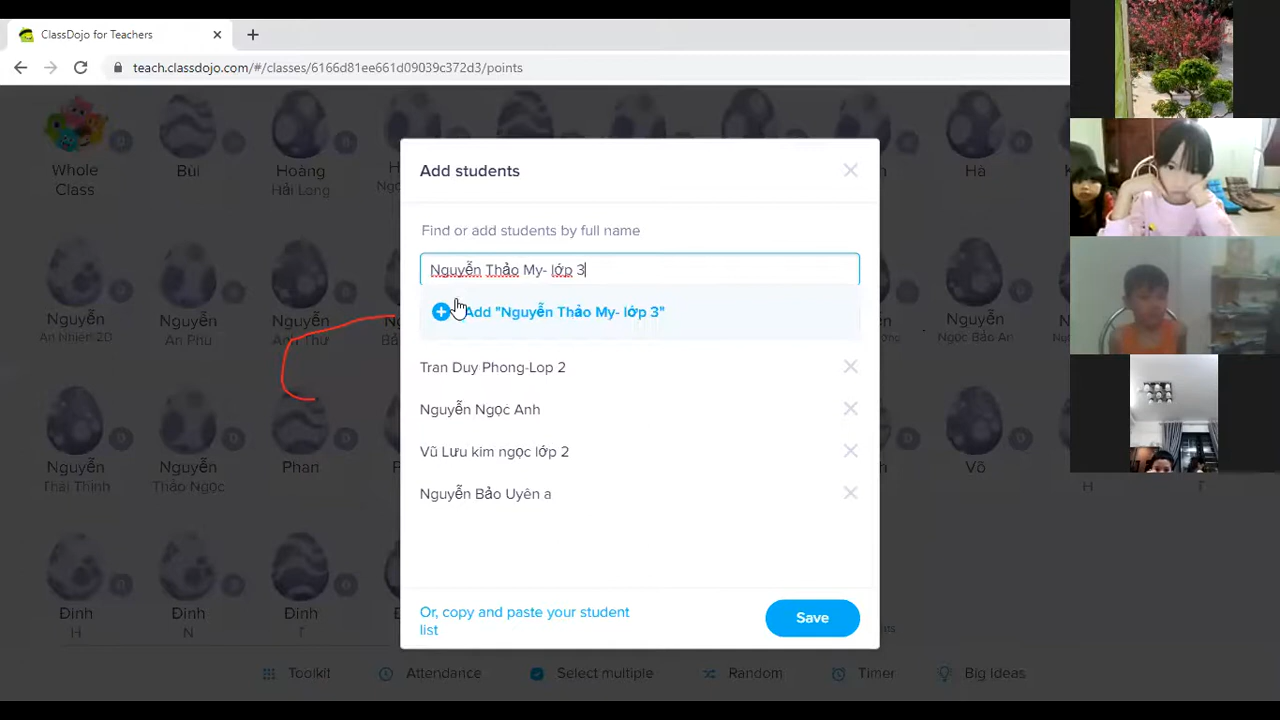 ClassDojo for Teachers
teach.classdojo.com/#/classes/6166d81ee661d09039c372d3/points
Whole Class
Bùi
Hoàng Hải Long
Hà
Add students
Find or add students by full name
Nguyễn Thảo My- lớp 3
Add "Nguyễn Thảo My- lớp 3"
Tran Duy Phong-Lop 2
Nguyễn Ngọc Anh
Vũ Lưu kim ngọc lớp 2
Nguyễn Bảo Uyên a
Or, copy and paste your student
list
Save
Nguyễn An Nhiên 2D
Nguyễn An Phu
Nguyễn Anh Thư
Nguyễn Ngọc Bảo An
Nguyễn Thái Thịnh
Nguyễn Thảo Ngọc
Phan
Võ
H
T
Đinh H
Đinh N
Đinh T
Toolkit
Attendance
Select multiple
Random
Timer
Big Ideas